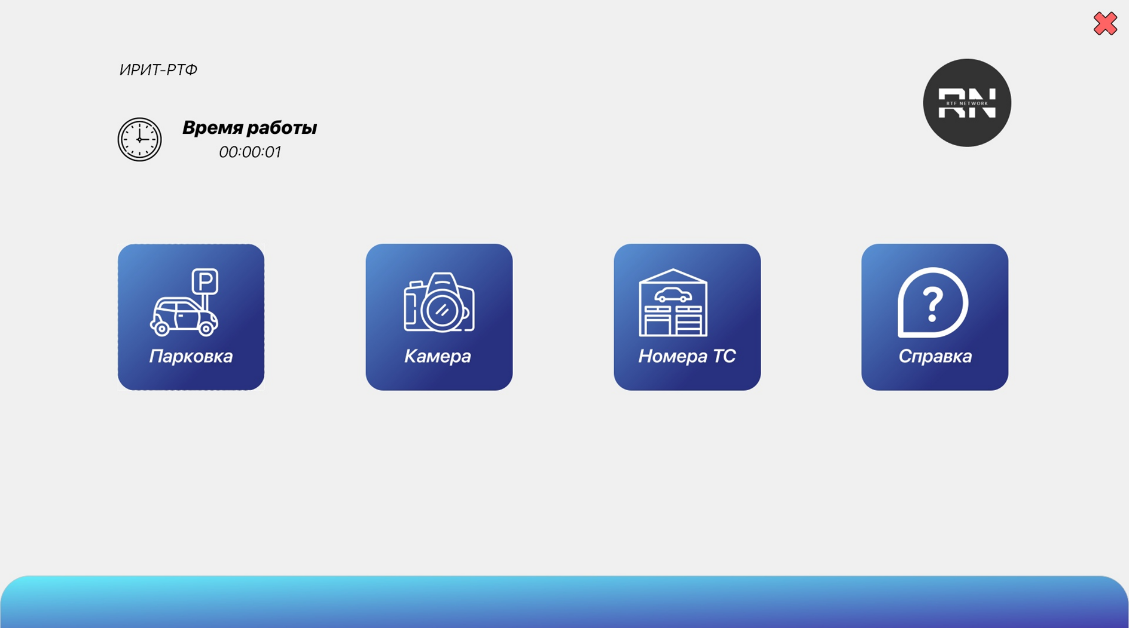 ИРИТ-РТФ
Время работы
00:00:01
RN
RTF NETWORK
P
Парковка
Камера
Номера ТС
?
Справка